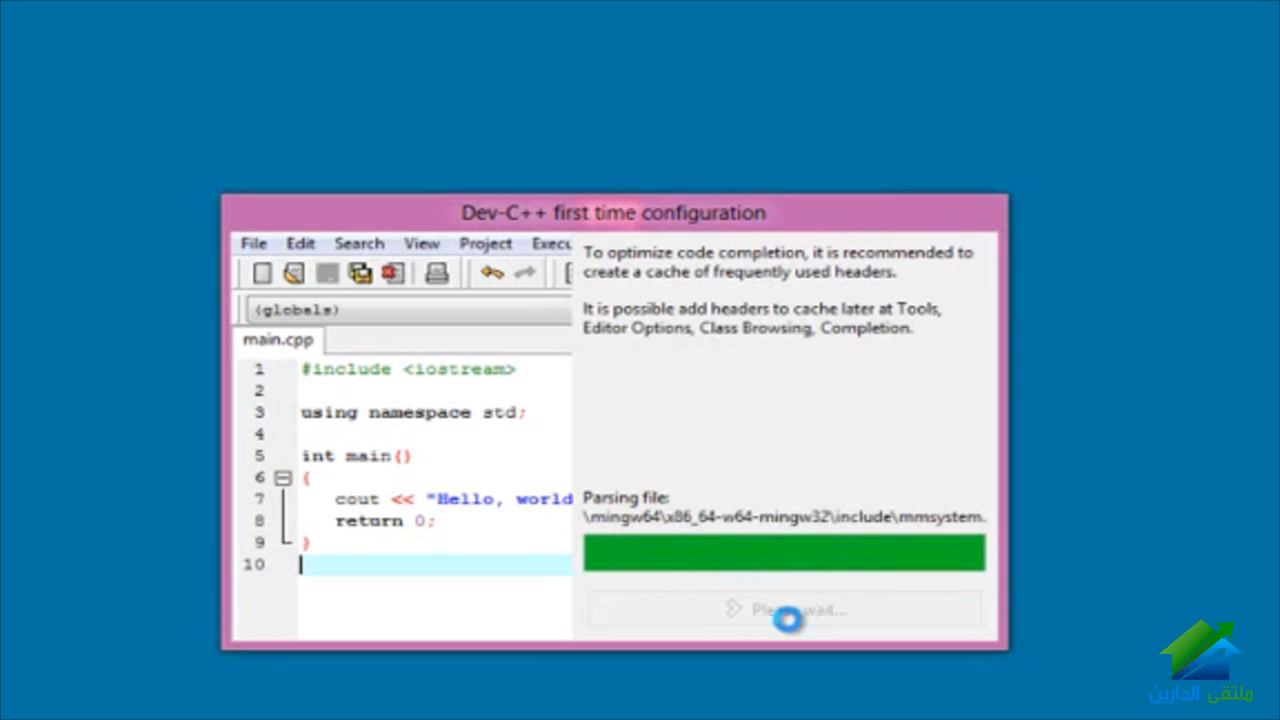 Dev-C++ first time configuration
File Edit Search View Project Execu
(globals)
main.cpp
1 #include <iostream>
2
3 using namespace std;
4
5 int main()
6 {
7 cout << "Hello, world
8 return 0;
9 }
10
To optimize code completion, it is recommended to
create a cache of frequently used headers.
It is possible add headers to cache later at Tools,
Editor Options, Class Browsing, Completion.
Parsing file:
\mingw64\x86_64-w64-mingw32\include\mmsystem.
Please wait...
ملتقى الدارين